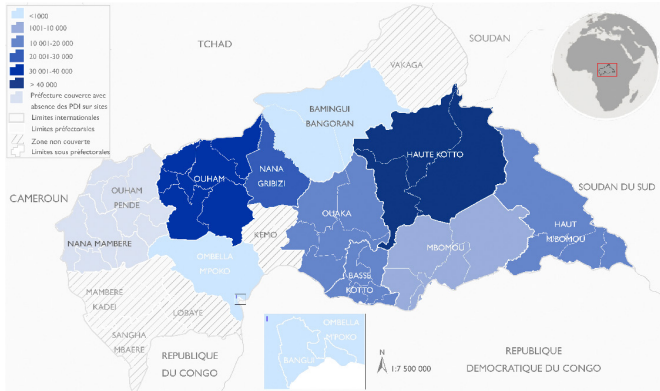 <1000
1001-10 000
10 001-20 000
20 001-30 000
30 001-40 000
> 40 000
Préfecture couverte avec
absence des PDI sur sites
Limites internationales
Limites préfectorales
Zone non couverte
Limites sous préfectorales
TCHAD
SOUDAN
VAKAGA
BAMINGUI
BANGORAN
HAUTE KOTTO
OUHAM
NANA
GRIBIZI
CAMEROUN
OUHAM
PENDE
SOUDAN DU SUD
OUAKA
KEMO
HAUT
MBOMOU
NANA MAMBERE
MBOMOU
OMBELLA
M'POKO
BASSE
KOTTO
MAMBERE
KADEI
LOBAYE
SANGHA
MBAERE
OMBELLA
M'POKO
BANGUI
REPUBLIQUE
DU CONGO
N
1:7 500 000
REPUBLIQUE
DEMOCRATIQUE DU CONGO